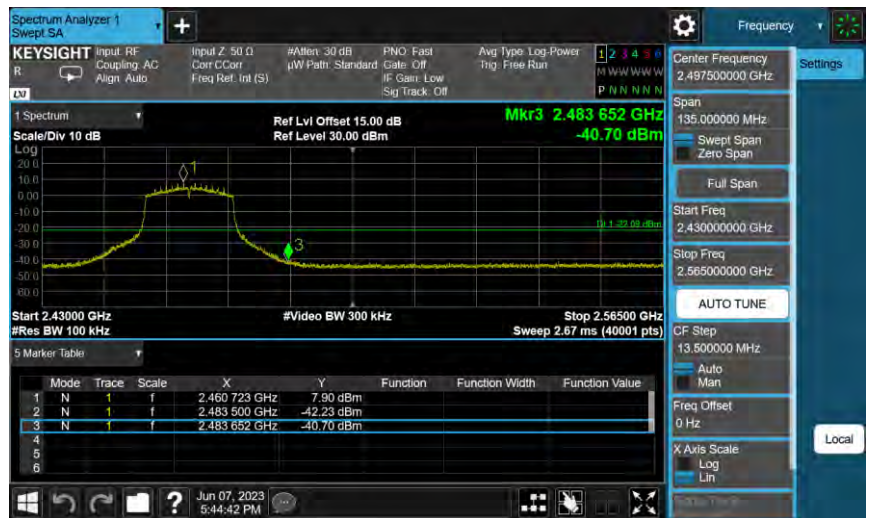 Spectrum Analyzer 1
Swept SA
+
Frequency
KEYSIGHT
R
LXI
Input: RF
Coupling: AC
Align: Auto
Input Z: 50 Ω
Corr CCorr
Freq Ref: Int (S)
#Atten: 30 dB
µW Path: Standard
PNO: Fast
Gate: Off
IF Gain: Low
Sig Track: Off
Avg Type: Log-Power
Trig: Free Run
1 2 3 4 5 6
M W W W W W
P N N N N N
1 Spectrum
Scale/Div 10 dB
Ref Lvl Offset 15.00 dB
Ref Level 30.00 dBm
Mkr3 2.483 652 GHz
-40.70 dBm
Log
20.0
10.0
0.00
-10.0
-20.0
-30.0
-40.0
-50.0
-60.0
1
3
Start 2.43000 GHz
#Res BW 100 kHz
#Video BW 300 kHz
Stop 2.56500 GHz
Sweep 2.67 ms (40001 pts)
5 Marker Table
Mode Trace Scale X Y Function Function Width Function Value
1 N 1 f 2.460 723 GHz 7.90 dBm
2 N 1 f 2.483 500 GHz -42.23 dBm
3 N 1 f 2.483 652 GHz -40.70 dBm
4
5
6
Jun 07, 2023
5:44:42 PM
?
Center Frequency
2.497500000 GHz
Settings
Span
135.000000 MHz
Swept Span
Zero Span
Full Span
Start Freq
2.430000000 GHz
Stop Freq
2.565000000 GHz
AUTO TUNE
CF Step
13.500000 MHz
Auto
Man
Freq Offset
0 Hz
X Axis Scale
Log
Lin
Local